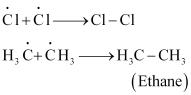 Ċl + Ċl ⟶ Cl – Cl
H₃Ċ + ĊH₃ ⟶ H₃C – CH₃
(Ethane)